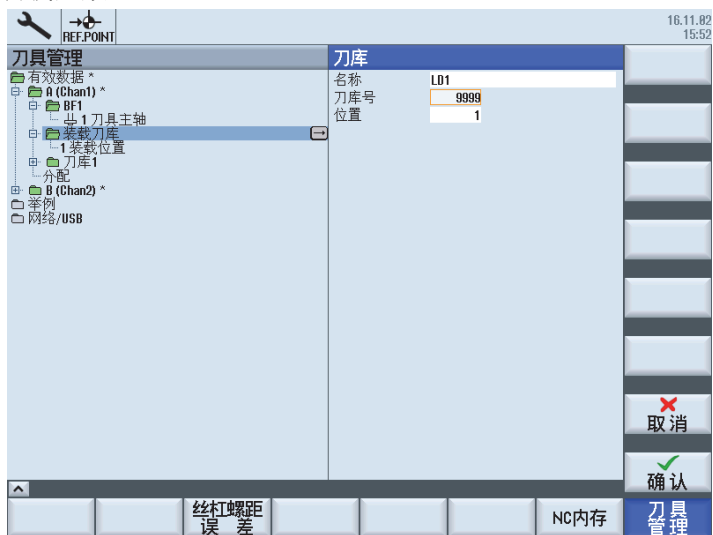 REF.POINT
16.11.02
15:52
刀具管理
有效数据 *
A (Chan1) *
BF1
1 刀具主轴
装载刀库
1 装载位置
刀库1
分配
B (Chan2) *
举例
网络/USB
刀库
名称 LD1
刀库号 9999
位置 1
取消
确认
丝杠螺距
误 差
NC内存
刀具
管理